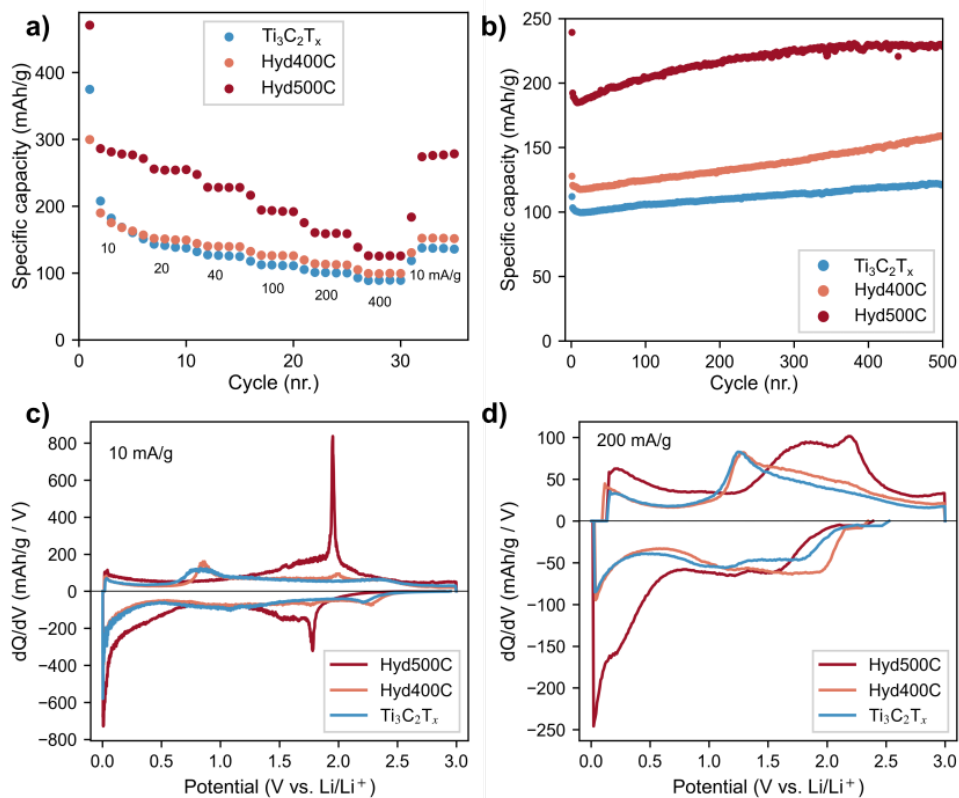 a)
Specific capacity (mAh/g)
400
300
200
100
0
Ti₃C₂Tₓ
Hyd400C
Hyd500C
10
20
40
100
200
400
10 mA/g
0
10
20
30
Cycle (nr.)
b)
Specific capacity (mAh/g)
250
200
150
100
50
0
Ti₃C₂Tₓ
Hyd400C
Hyd500C
0
100
200
300
400
500
Cycle (nr.)
c)
dQ/dV (mAh/g / V)
800
600
400
200
0
−200
−400
−600
−800
10 mA/g
Hyd500C
Hyd400C
Ti₃C₂Tₓ
0.0
0.5
1.0
1.5
2.0
2.5
3.0
Potential (V vs. Li/Li⁺)
d)
dQ/dV (mAh/g / V)
100
50
0
−50
−100
−150
−200
−250
200 mA/g
Hyd500C
Hyd400C
Ti₃C₂Tₓ
0.0
0.5
1.0
1.5
2.0
2.5
3.0
Potential (V vs. Li/Li⁺)